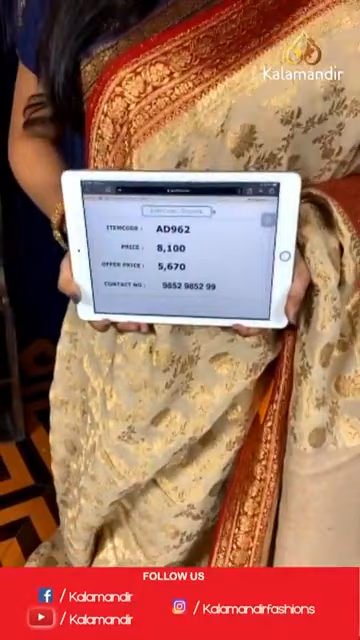 Kalamandir
ITEMCODE : AD962
PRICE : 8,100
OFFER PRICE : 5,670
CONTACT NO : 9852 9852 99
FOLLOW US
/Kalamandir
/Kalamandir
/Kalamandirfashions